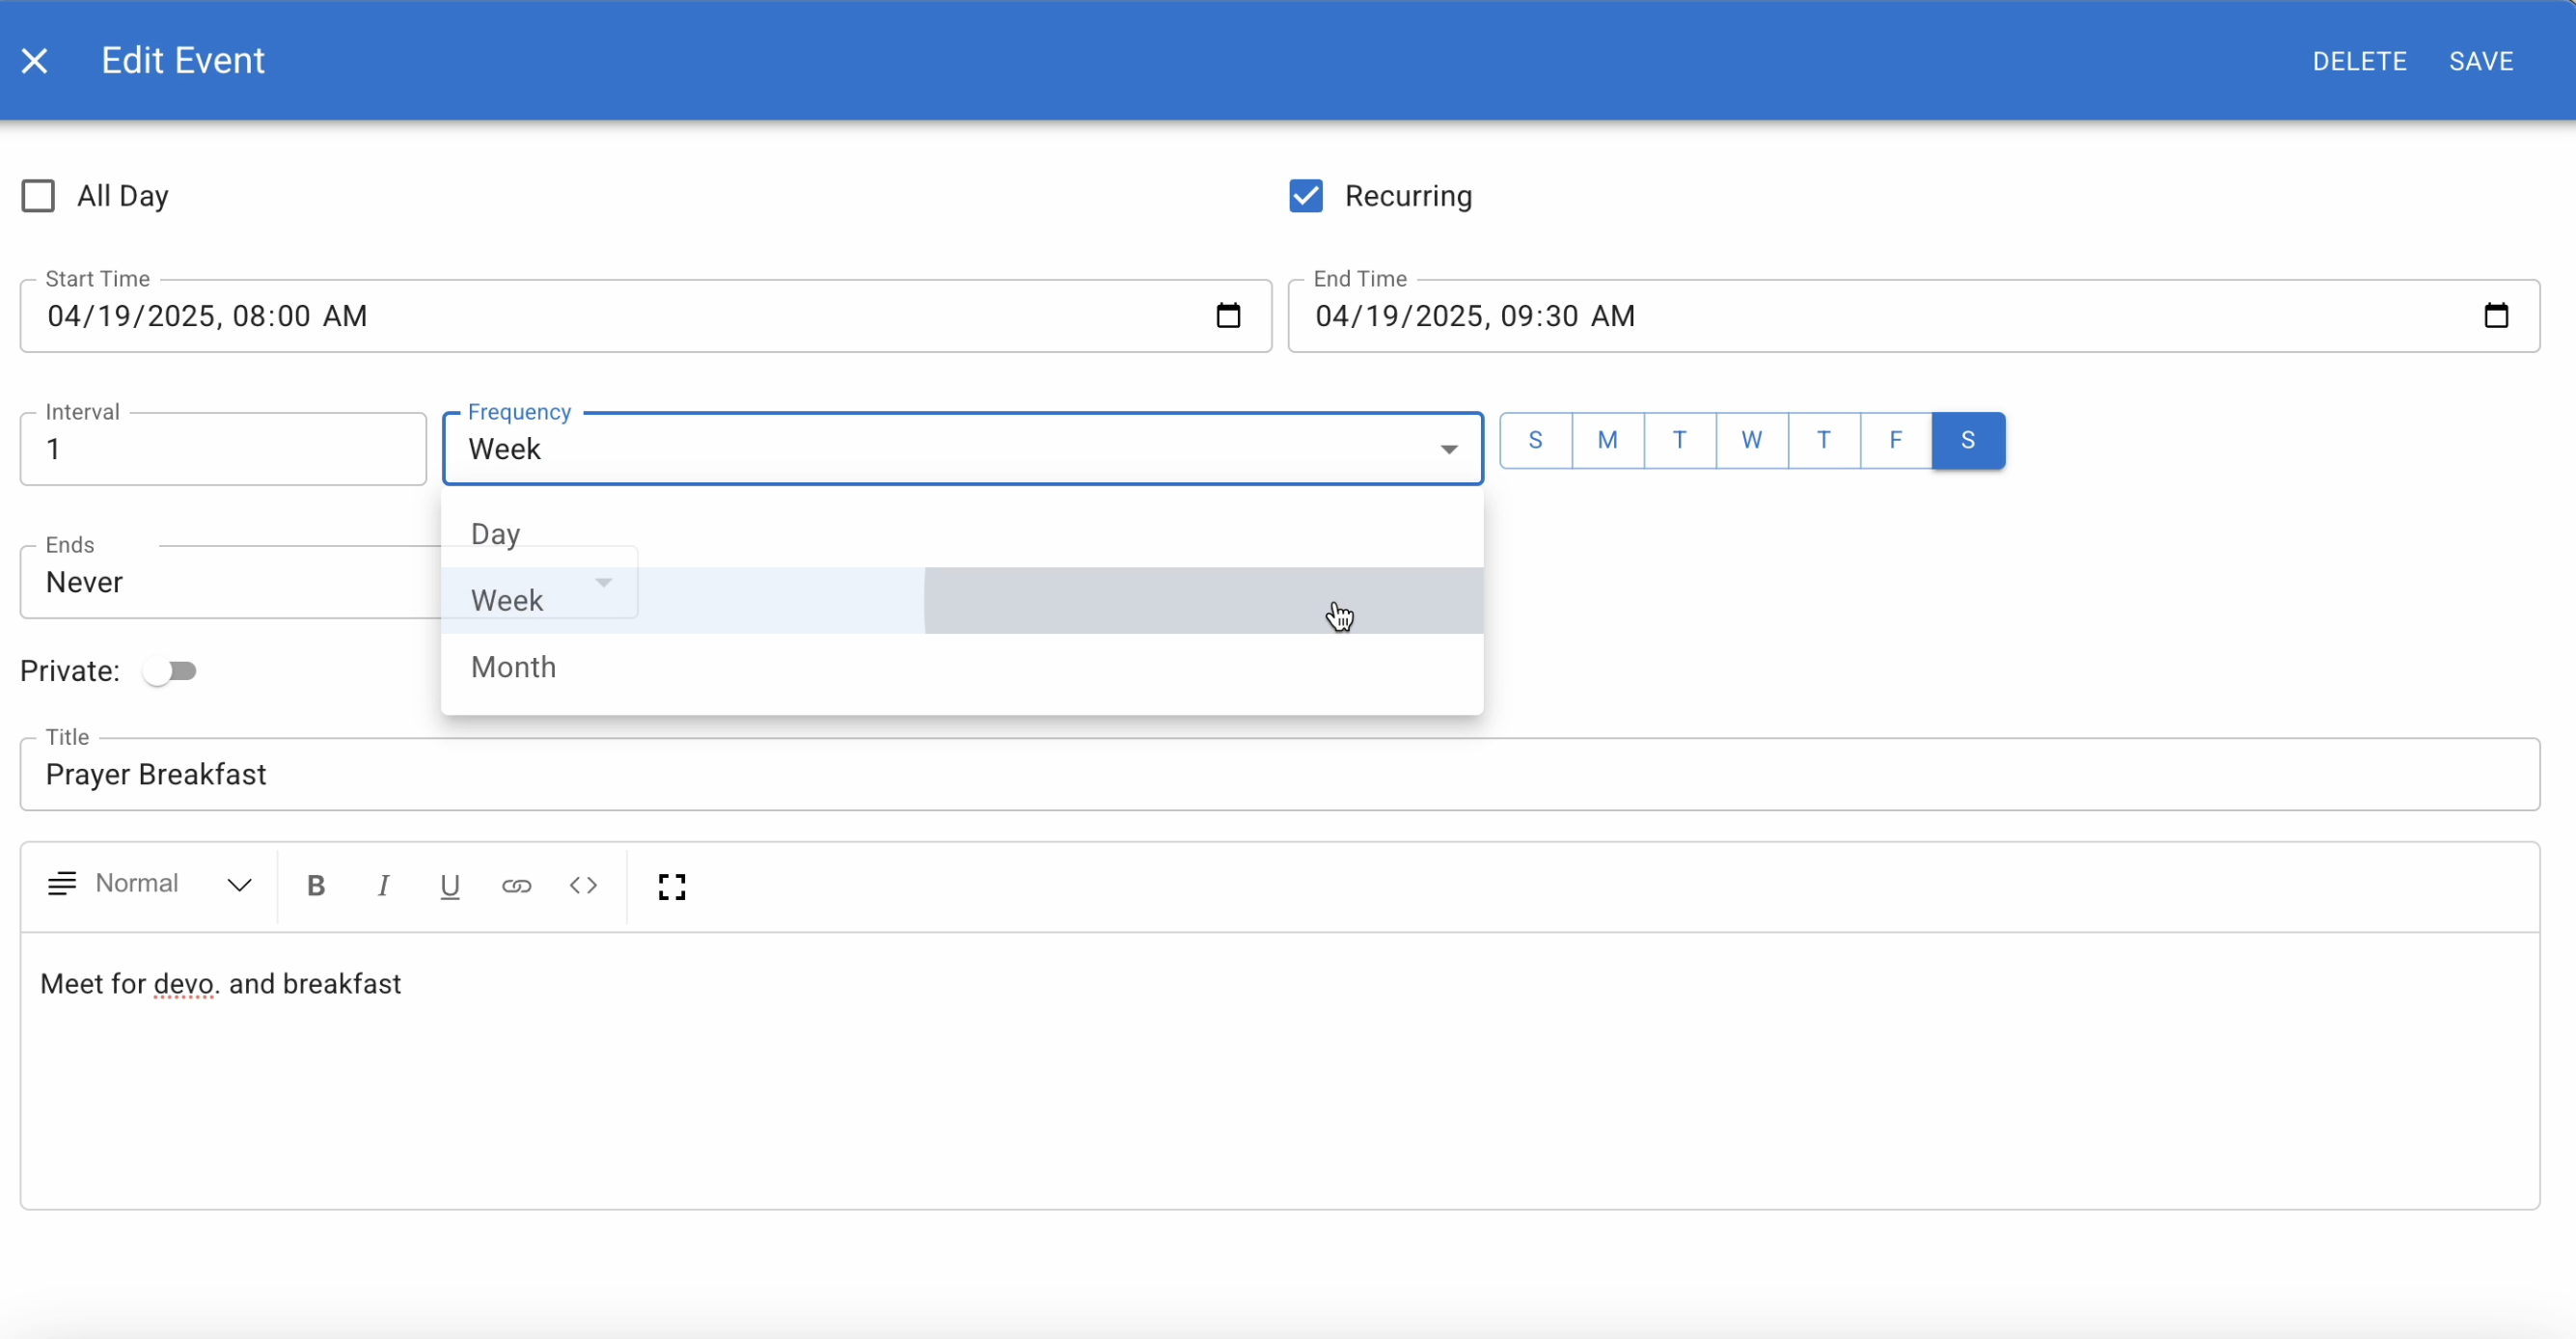 Edit Event
DELETE
SAVE
All Day
Recurring
Start Time
04/19/2025, 08:00 AM
End Time
04/19/2025, 09:30 AM
Interval
1
Frequency
Week
S M T W T F S
Day
Week
Month
Ends
Never
Private:
Title
Prayer Breakfast
Normal
B I U
Meet for devo. and breakfast